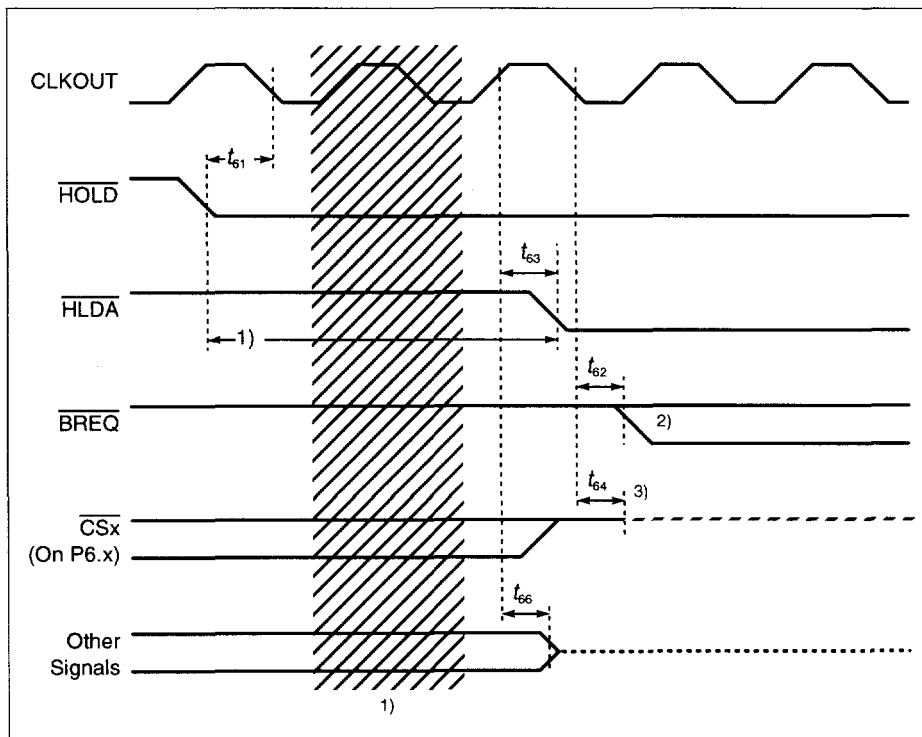 CLKOUT
t61
HOLD
t63
HLDA
1)
t62
BREQ
2)
t64
3)
CSx
(On P6.x)
t66
Other
Signals
1)